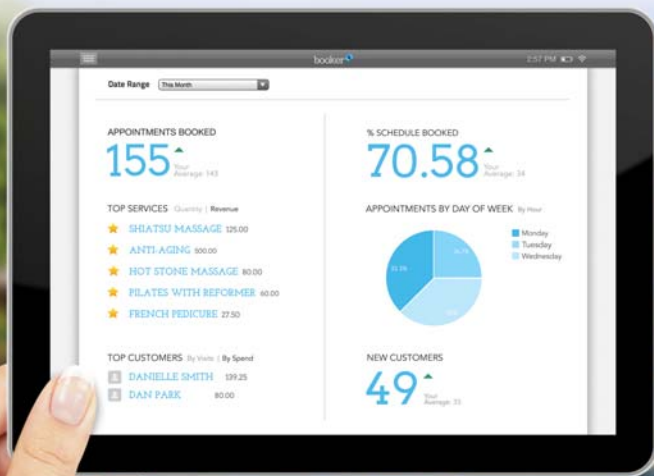 booker
2:57 PM
Date Range This Month
APPOINTMENTS BOOKED
155
Your
Average: 143
TOP SERVICES Quantity | Revenue
SHIATSU MASSAGE 125.00
ANTI-AGING 100.00
HOT STONE MASSAGE 80.00
PILATES WITH REFORMER 60.00
FRENCH PEDICURE 27.50
TOP CUSTOMERS By Visits | By Spend
DANIELLE SMITH 139.25
DAN PARK 80.00
% SCHEDULE BOOKED
70.58
Your
Average: 34
APPOINTMENTS BY DAY OF WEEK By Hour
Monday
Tuesday
Wednesday
NEW CUSTOMERS
49
Your
Average: 33